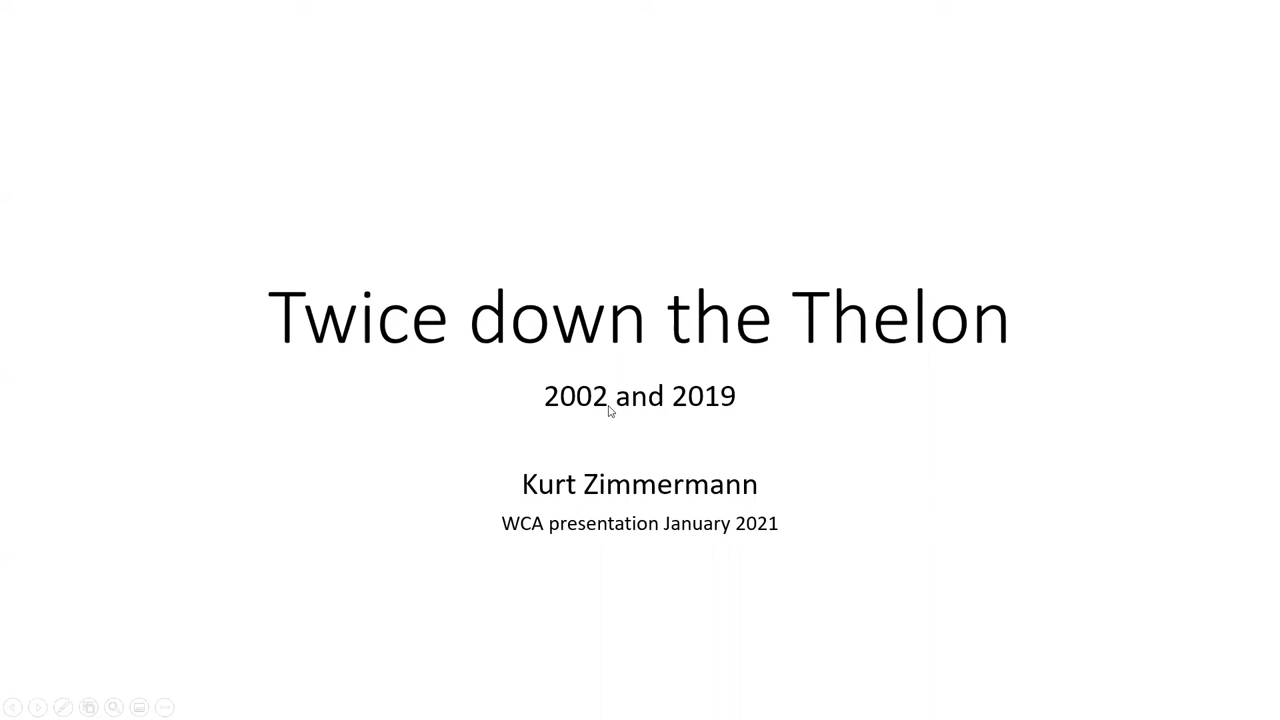 Twice down the Thelon
2002 and 2019
Kurt Zimmermann
WCA presentation January 2021